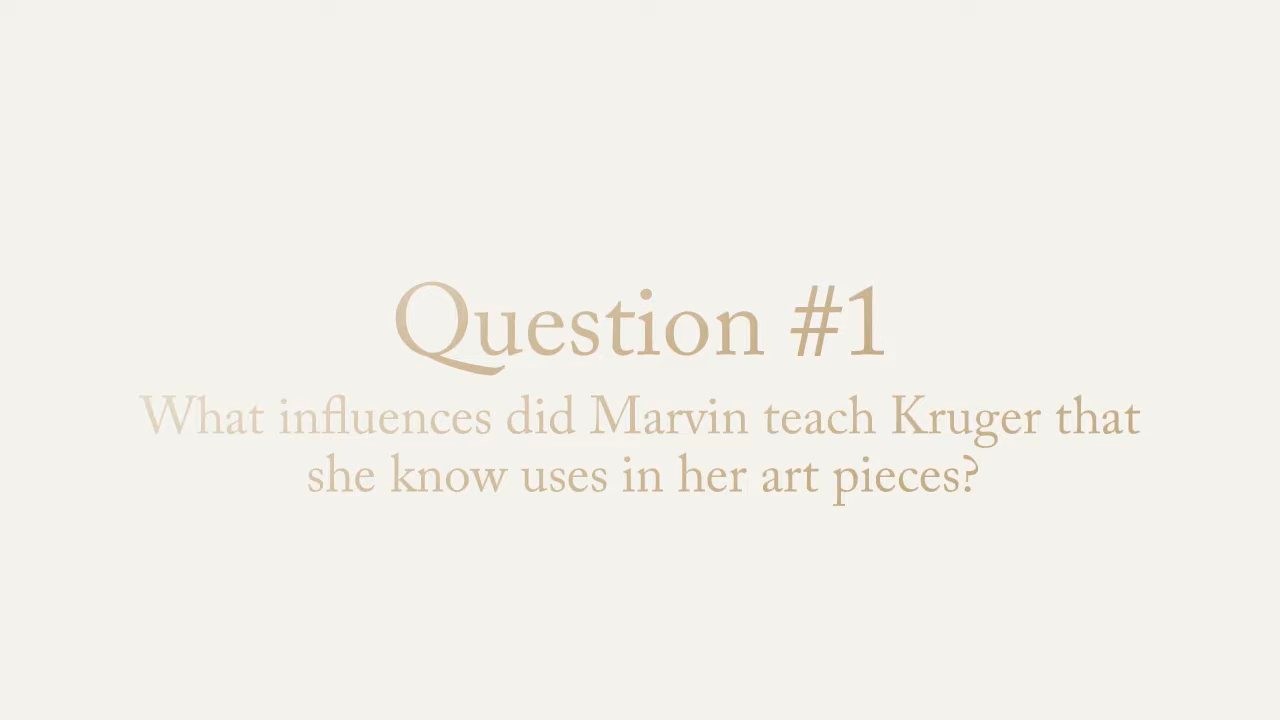 Question #1
What influences did Marvin teach Kruger that
she know uses in her art pieces?